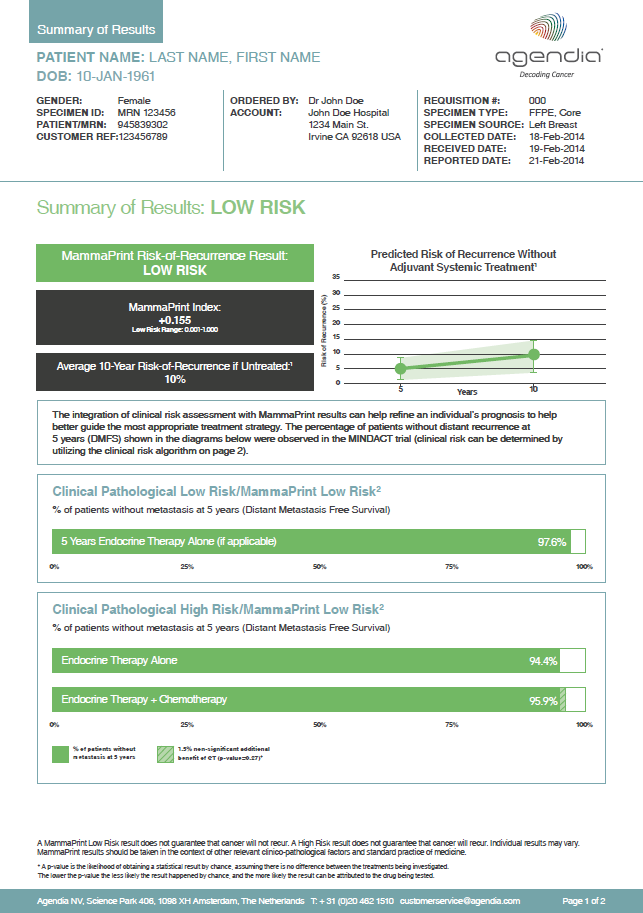 Summary of Results
agendia
Decoding Cancer
PATIENT NAME: LAST NAME, FIRST NAME
DOB: 10-JAN-1961
GENDER: Female
SPECIMEN ID: MRN 123456
PATIENT/MRN: 945839302
CUSTOMER REF:123456789
ORDERED BY: Dr John Doe
ACCOUNT: John Doe Hospital
1234 Main St.
Irvine CA 92618 USA
REQUISITION #: 000
SPECIMEN TYPE: FFPE, Core
SPECIMEN SOURCE: Left Breast
COLLECTED DATE: 18-Feb-2014
RECEIVED DATE: 19-Feb-2014
REPORTED DATE: 21-Feb-2014
Summary of Results: LOW RISK
MammaPrint Risk-of-Recurrence Result:
LOW RISK
MammaPrint Index:
+0.155
Low Risk Range: 0.001-1.000
Average 10-Year Risk-of-Recurrence if Untreated:¹
10%
Predicted Risk of Recurrence Without
Adjuvant Systemic Treatment¹
Risk of Recurrence (%)
35
30
25
20
15
10
5
0
5 10
Years
The integration of clinical risk assessment with MammaPrint results can help refine an individual's prognosis to help
better guide the most appropriate treatment strategy. The percentage of patients without distant recurrence at
5 years (DMFS) shown in the diagrams below were observed in the MINDACT trial (clinical risk can be determined by
utilizing the clinical risk algorithm on page 2).
Clinical Pathological Low Risk/MammaPrint Low Risk²
% of patients without metastasis at 5 years (Distant Metastasis Free Survival)
5 Years Endocrine Therapy Alone (if applicable) 97.6%
0% 25% 50% 75% 100%
Clinical Pathological High Risk/MammaPrint Low Risk²
% of patients without metastasis at 5 years (Distant Metastasis Free Survival)
Endocrine Therapy Alone 94.4%
Endocrine Therapy + Chemotherapy 95.9%
0% 25% 50% 75% 100%
% of patients without
metastasis at 5 years
1.5% non-significant additional
benefit of CT (p-value=0.27)*
A MammaPrint Low Risk result does not guarantee that cancer will not recur. A High Risk result does not guarantee that cancer will recur. Individual results may vary.
MammaPrint results should be taken in the context of other relevant clinico-pathological factors and standard practice of medicine.
* A p-value is the likelihood of obtaining a statistical result by chance, assuming there is no difference between the treatments being investigated.
The lower the p-value the less likely the result happened by chance, and the more likely the result can be attributed to the drug being tested.
Agendia NV, Science Park 406, 1098 XH Amsterdam, The Netherlands T: + 31 (0)20 462 1510 customerservice@agendia.com Page 1 of 2